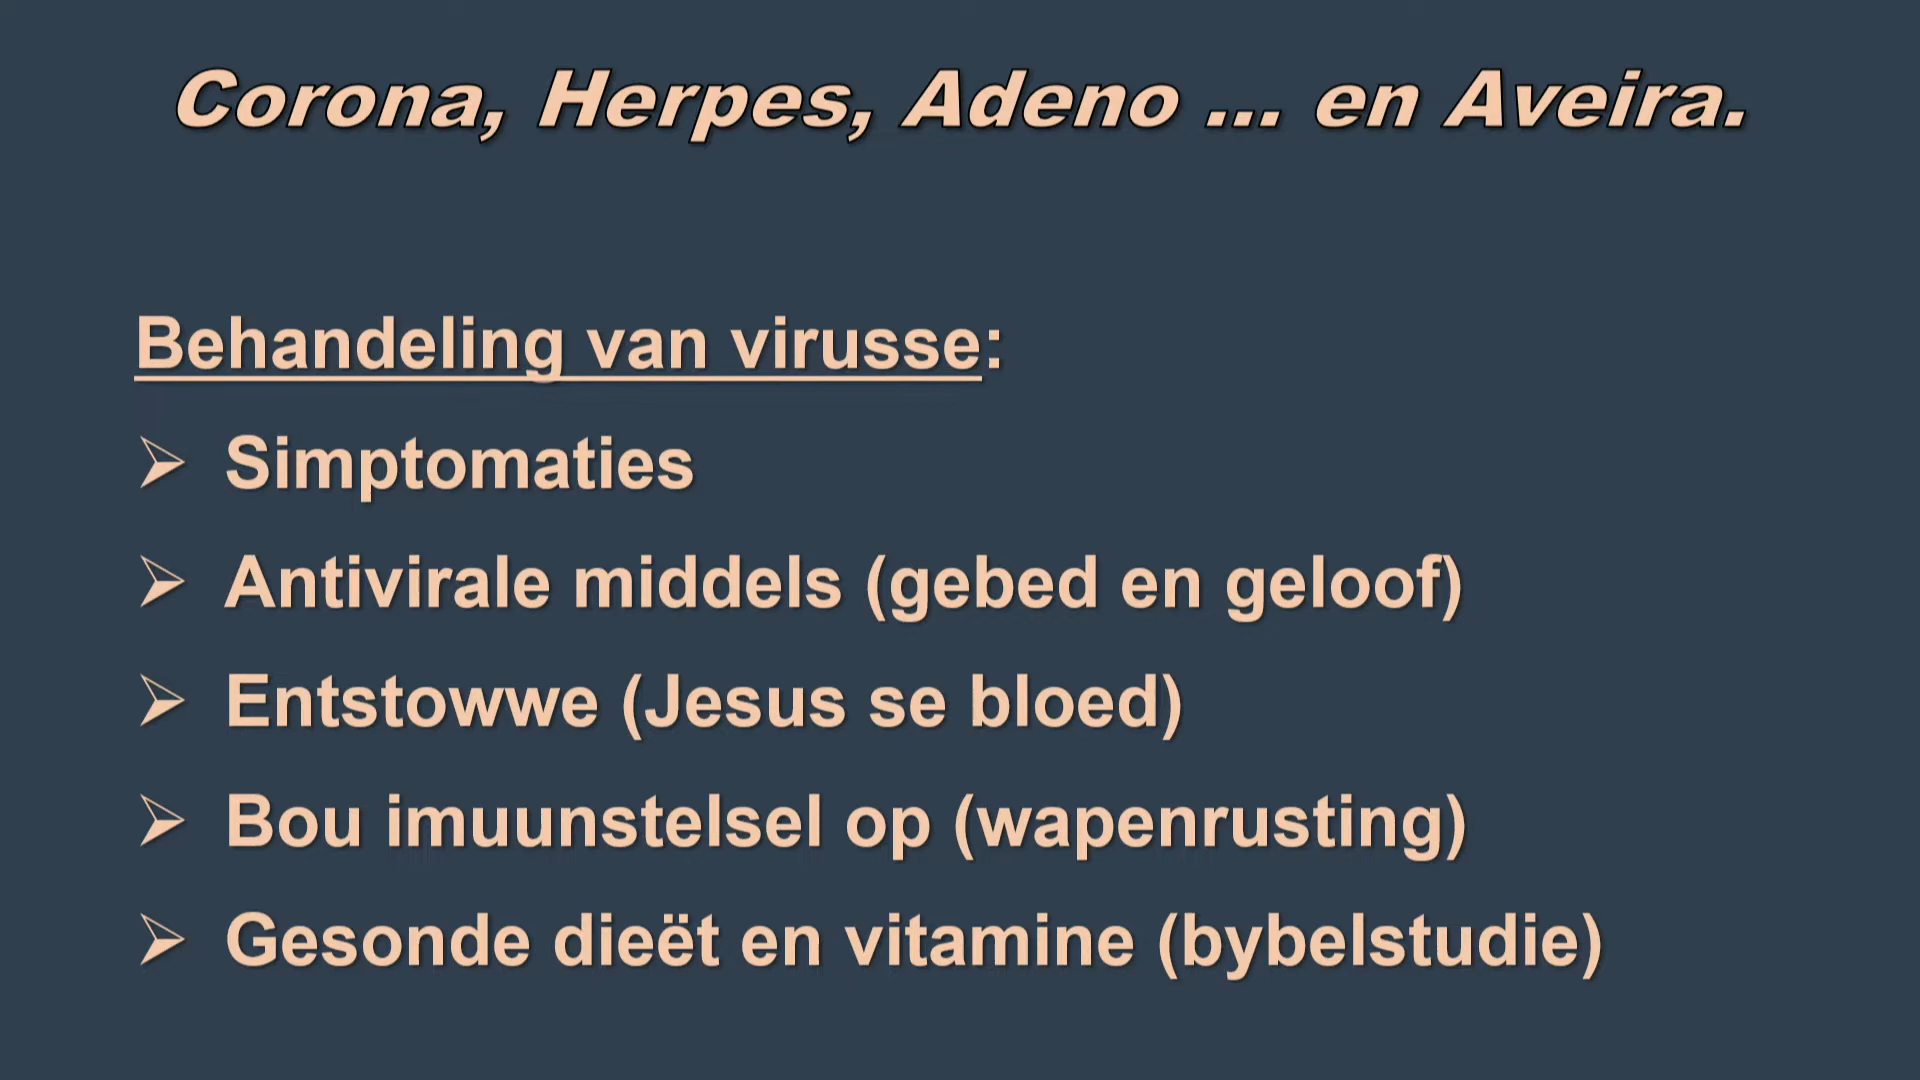 Corona, Herpes, Adeno ... en Aveira.
Behandeling van virusse:
➢ Simptomaties
➢ Antivirale middels (gebed en geloof)
➢ Entstowwe (Jesus se bloed)
➢ Bou imuunstelsel op (wapenrusting)
➢ Gesonde dieët en vitamine (bybelstudie)